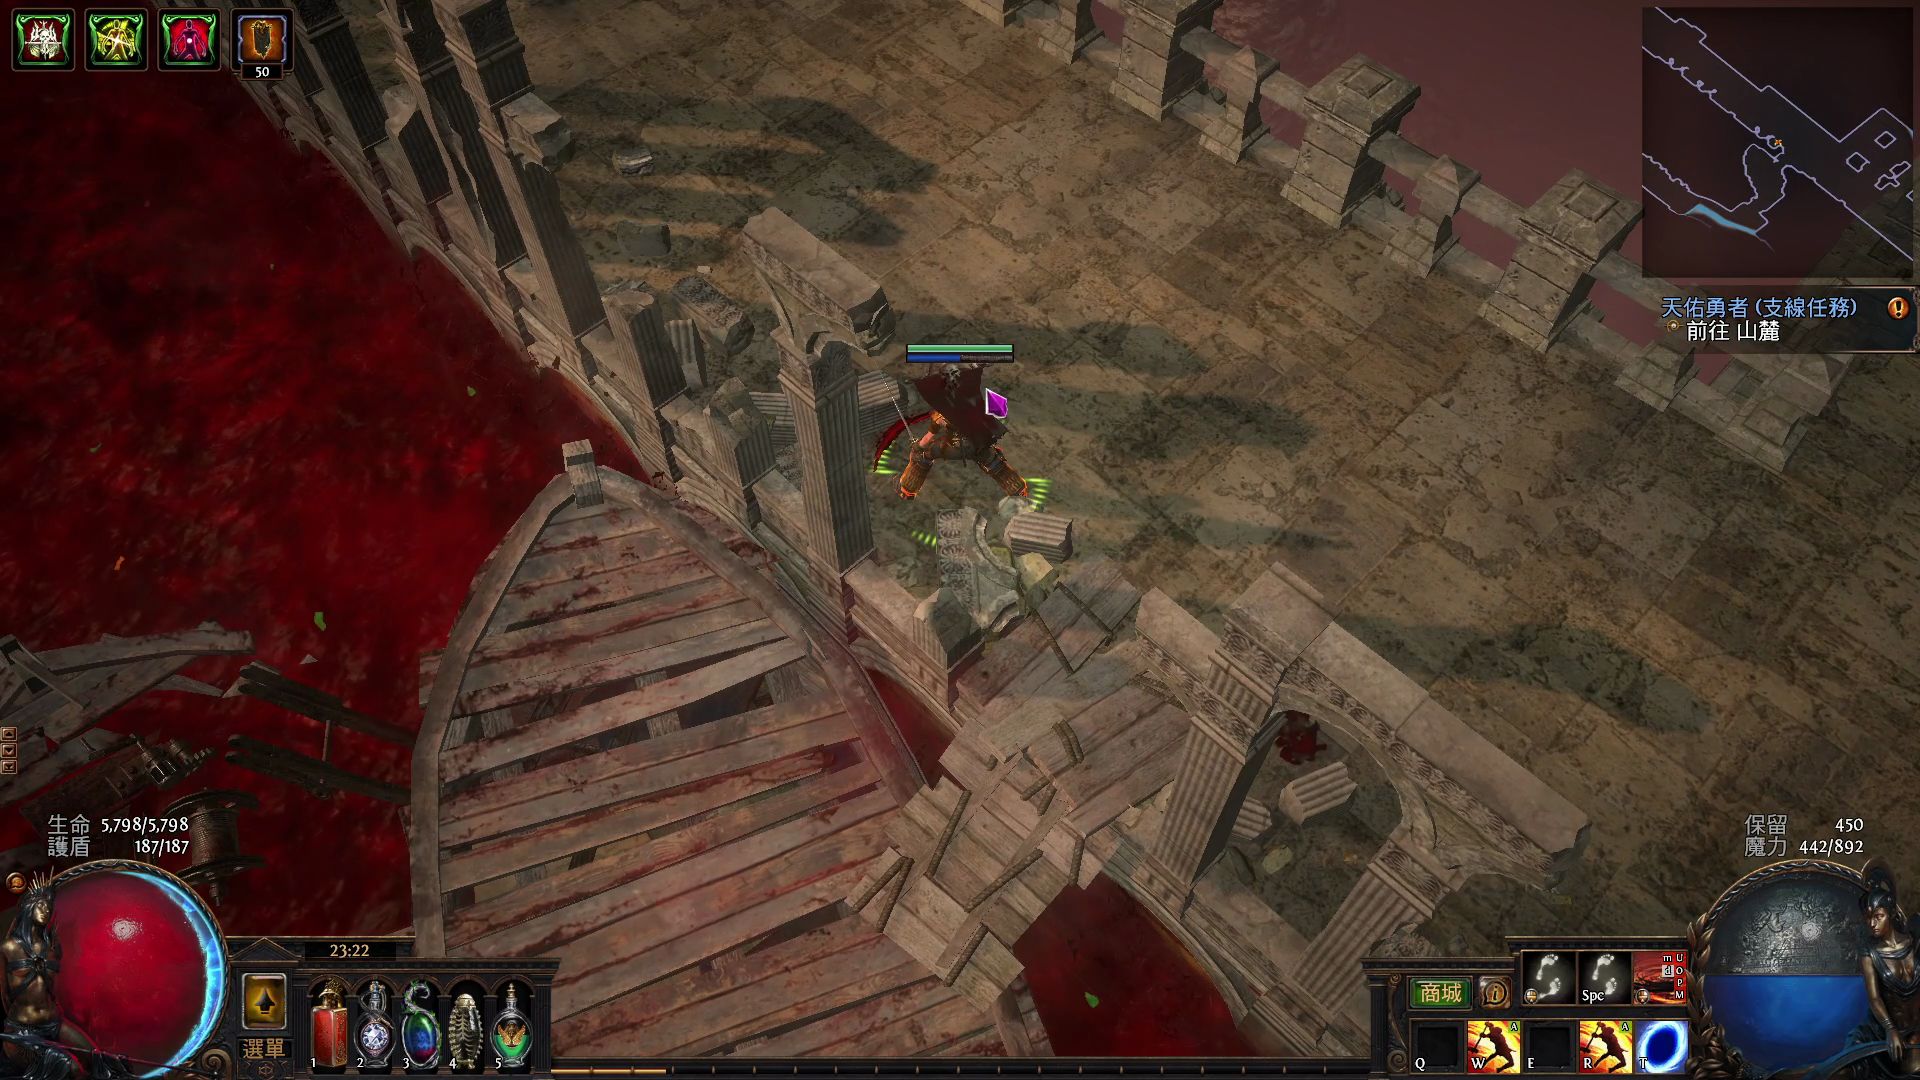 50
天佑勇者 (支線任務)
前往 山麓
生命 5,798/5,798
護盾 187/187
保留 450
魔力 442/892
23:22
選單
1 2 3 4 5
商城
Spc
m U
d O
P
M
Q W A E R A T